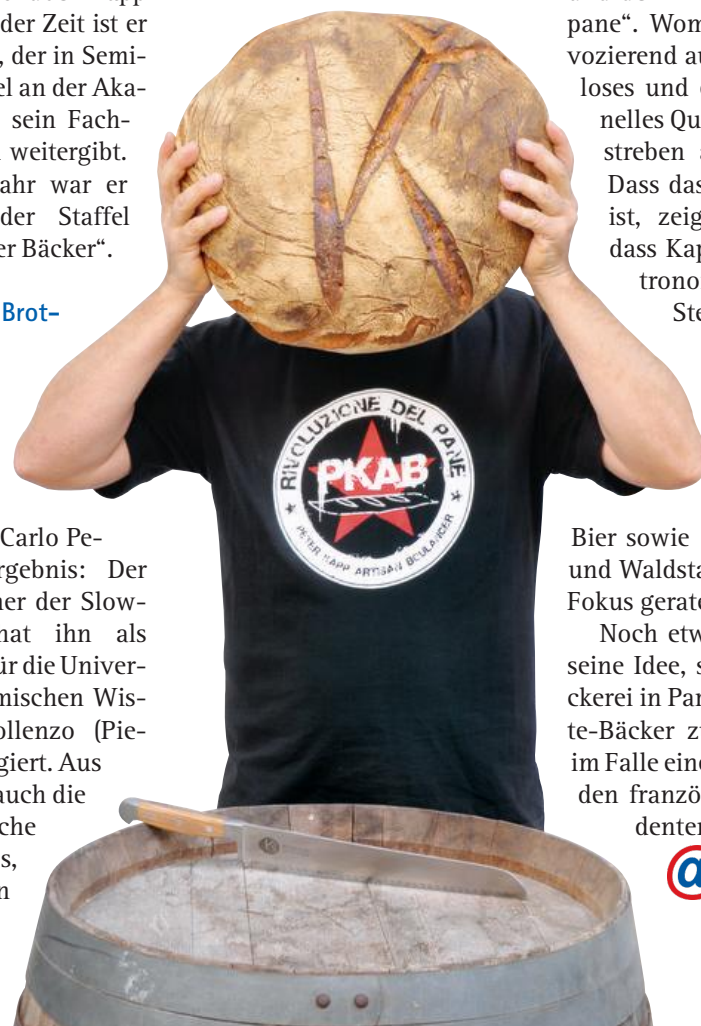 der Zeit ist er
, der in Semi-
el an der Aka-
sein Fach-
weitergibt.
ahr war er
der Staffel
er Bäcker“.
Brot-
Carlo Pe-
rgebnis: Der
her der Slow-
hat ihn als
für die Univer-
mischen Wis-
ollenzo (Pie-
giert. Aus
auch die
che
s,
n
pane“. Wom
vozierend au
loses und
nelles Qu
streben a
Dass das
ist, zeig
dass Kap
trono
Ste
RIVOLUZIONE DEL PANE
PKAB
PETER KAPP ARTISAN BOULANGER
Bier sowie
und Waldsta
Fokus gerate
Noch etw
seine Idee, s
ckerei in Par
te-Bäcker z
im Falle eine
den franzö
denten
@
K